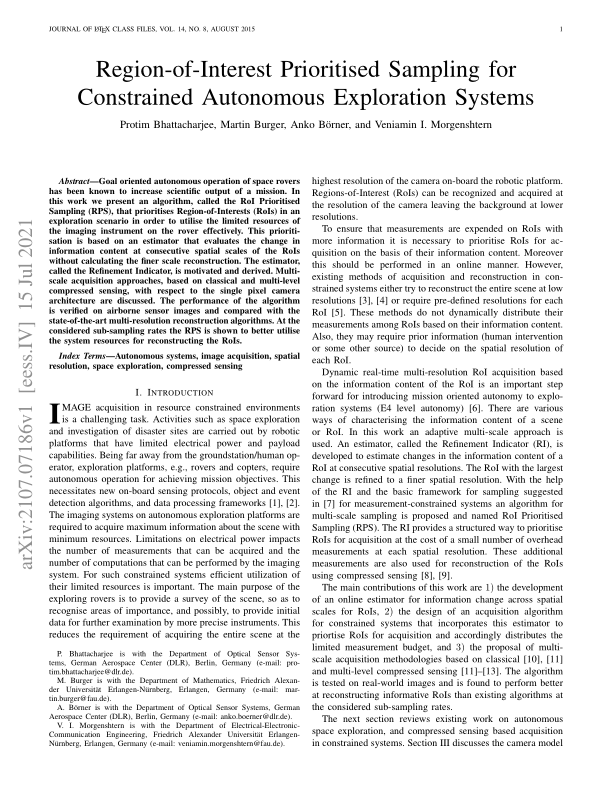 JOURNAL OF LATEX CLASS FILES, VOL. 14, NO. 8, AUGUST 2015 1
Region-of-Interest Prioritised Sampling for
Constrained Autonomous Exploration Systems
Protim Bhattacharjee, Martin Burger, Anko Börner, and Veniamin I. Morgenshtern
arXiv:2107.07186v1 [eess.IV] 15 Jul 2021
Abstract—Goal oriented autonomous operation of space rovers
has been known to increase scientific output of a mission. In
this work we present an algorithm, called the RoI Prioritised
Sampling (RPS), that prioritises Region-of-Interests (RoIs) in an
exploration scenario in order to utilise the limited resources of
the imaging instrument on the rover effectively. This prioriti-
sation is based on an estimator that evaluates the change in
information content at consecutive spatial scales of the RoIs
without calculating the finer scale reconstruction. The estimator,
called the Refinement Indicator, is motivated and derived. Multi-
scale acquisition approaches, based on classical and multi-level
compressed sensing, with respect to the single pixel camera
architecture are discussed. The performance of the algorithm
is verified on airborne sensor images and compared with the
state-of-the-art multi-resolution reconstruction algorithms. At the
considered sub-sampling rates the RPS is shown to better utilise
the system resources for reconstructing the RoIs.
Index Terms—Autonomous systems, image acquisition, spatial
resolution, space exploration, compressed sensing
I. INTRODUCTION
IMAGE acquisition in resource constrained environments
is a challenging task. Activities such as space exploration
and investigation of disaster sites are carried out by robotic
platforms that have limited electrical power and payload
capabilities. Being far away from the groundstation/human op-
erator, exploration platforms, e.g., rovers and copters, require
autonomous operation for achieving mission objectives. This
necessitates new on-board sensing protocols, object and event
detection algorithms, and data processing frameworks [1], [2].
The imaging systems on autonomous exploration platforms are
required to acquire maximum information about the scene with
minimum resources. Limitations on electrical power impacts
the number of measurements that can be acquired and the
number of computations that can be performed by the imaging
system. For such constrained systems efficient utilization of
their limited resources is important. The main purpose of the
exploring rovers is to provide a survey of the scene, so as to
recognise areas of importance, and possibly, to provide initial
data for further examination by more precise instruments. This
reduces the requirement of acquiring the entire scene at the
P. Bhattacharjee is with the Department of Optical Sensor Sys-
tems, German Aerospace Center (DLR), Berlin, Germany (e-mail: pro-
tim.bhattacharjee@dlr.de).
M. Burger is with the Department of Mathematics, Friedrich Alexan-
der Universität Erlangen-Nürnberg, Erlangen, Germany (e-mail: mar-
tin.burger@fau.de).
A. Börner is with the Department of Optical Sensor Systems, German
Aerospace Center (DLR), Berlin, Germany (e-mail: anko.boerner@dlr.de).
V. I. Morgenshtern is with the Department of Electrical-Electronic-
Communication Engineering, Friedrich Alexander Universität Erlangen-
Nürnberg, Erlangen, Germany (e-mail: veniamin.morgenshtern@fau.de).
highest resolution of the camera on-board the robotic platform.
Regions-of-Interest (RoIs) can be recognized and acquired at
the resolution of the camera leaving the background at lower
resolutions.
To ensure that measurements are expended on RoIs with
more information it is necessary to prioritise RoIs for ac-
quisition on the basis of their information content. Moreover
this should be performed in an online manner. However,
existing methods of acquisition and reconstruction in con-
strained systems either try to reconstruct the entire scene at low
resolutions [3], [4] or require pre-defined resolutions for each
RoI [5]. These methods do not dynamically distribute their
measurements among RoIs based on their information content.
Also, they may require prior information (human intervention
or some other source) to decide on the spatial resolution of
each RoI.
Dynamic real-time multi-resolution RoI acquisition based
on the information content of the RoI is an important step
forward for introducing mission oriented autonomy to explo-
ration systems (E4 level autonomy) [6]. There are various
ways of characterising the information content of a scene
or RoI. In this work an adaptive multi-scale approach is
used. An estimator, called the Refinement Indicator (RI), is
developed to estimate changes in the information content of a
RoI at consecutive spatial resolutions. The RoI with the largest
change is refined to a finer spatial resolution. With the help
of the RI and the basic framework for sampling suggested
in [7] for measurement-constrained systems an algorithm for
multi-scale sampling is proposed and named RoI Prioritised
Sampling (RPS). The RI provides a structured way to prioritise
RoIs for acquisition at the cost of a small number of overhead
measurements at each spatial resolution. These additional
measurements are also used for reconstruction of the RoIs
using compressed sensing [8], [9].
The main contributions of this work are 1) the development
of an online estimator for information change across spatial
scales for RoIs, 2) the design of an acquisition algorithm
for constrained systems that incorporates this estimator to
priortise RoIs for acquisition and accordingly distributes the
limited measurement budget, and 3) the proposal of multi-
scale acquisition methodologies based on classical [10], [11]
and multi-level compressed sensing [11]–[13]. The algorithm
is tested on real-world images and is found to perform better
at reconstructing informative RoIs than existing algorithms at
the considered sub-sampling rates.
The next section reviews existing work on autonomous
space exploration, and compressed sensing based acquisition
in constrained systems. Section III discusses the camera model